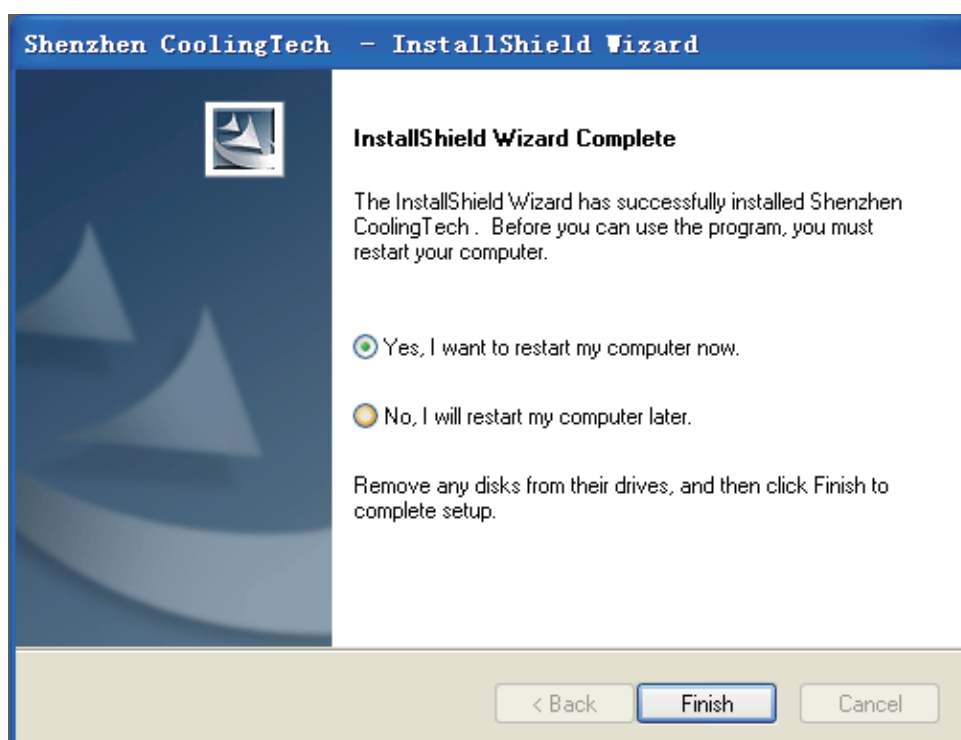 Shenzhen CoolingTech - InstallShield Wizard
InstallShield Wizard Complete
The InstallShield Wizard has successfully installed Shenzhen
CoolingTech . Before you can use the program, you must
restart your computer.
Yes, I want to restart my computer now.
No, I will restart my computer later.
Remove any disks from their drives, and then click Finish to
complete setup.
< Back Finish Cancel